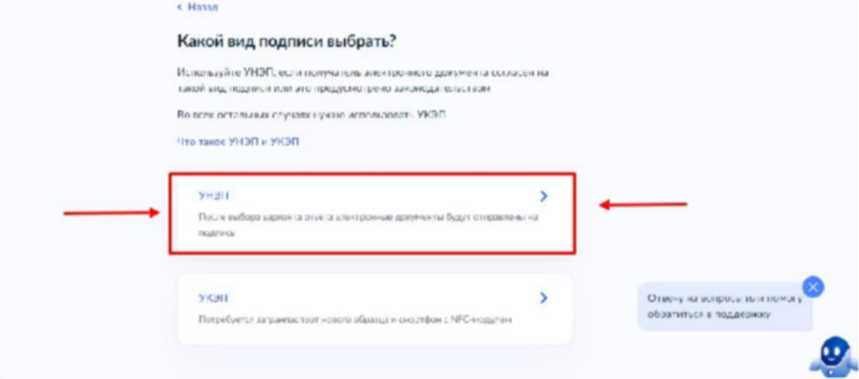 < Назад
Какой вид подписи выбрать?
Используйте УНЭП, если получатель электронного документа согласен на
такой вид подписи или это предусмотрено законодательством
Во всех остальных случаях нужно использовать УКЭП
Что такое УНЭП и УКЭП
УНЭП
После выбора варианта ответа электронные документы будут отправлены на
подпись
УКЭП
Потребуется загранпаспорт нового образца и смартфон с NFC-модулем
Отвечу на вопросы или помогу
обратиться в поддержку